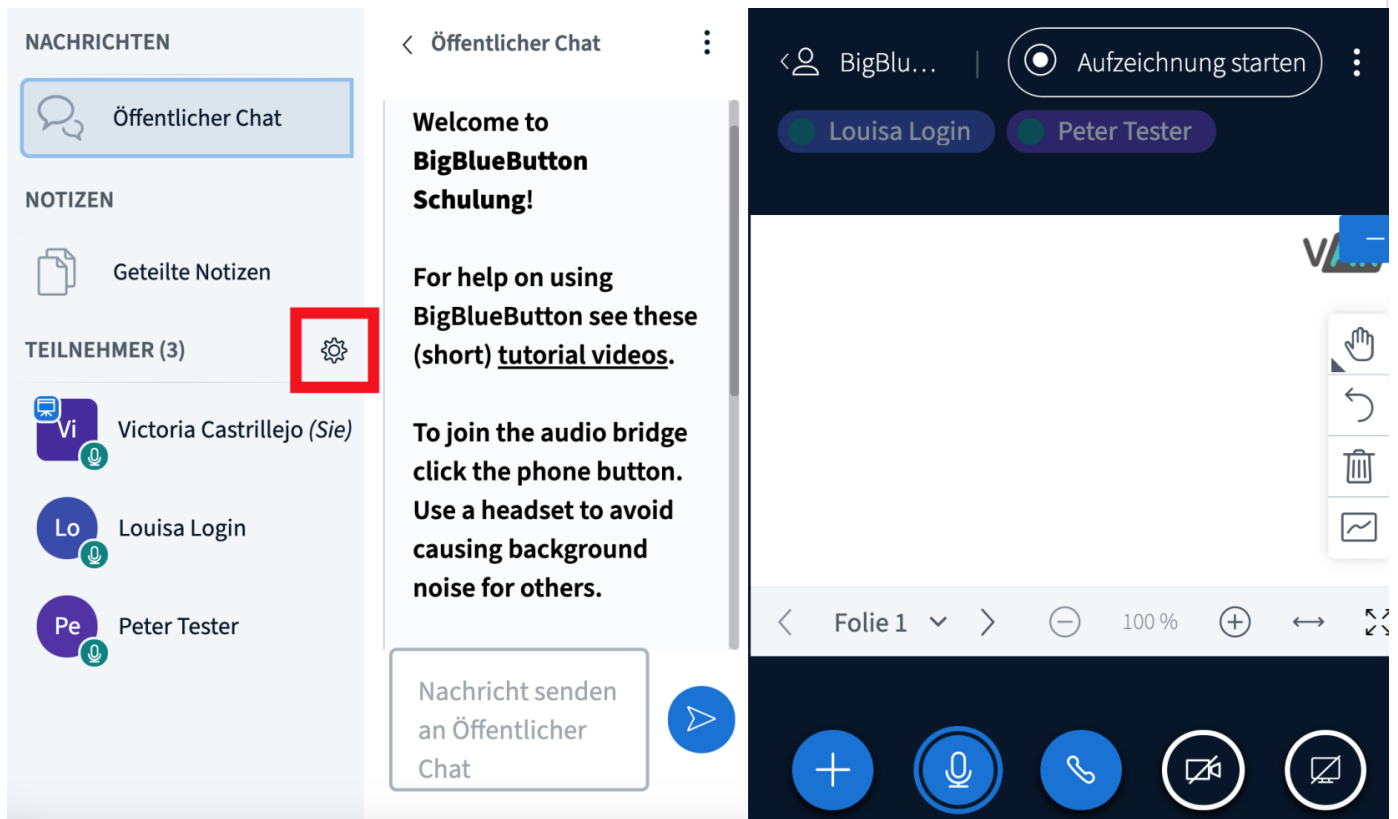 NACHRICHTEN
Öffentlicher Chat
NOTIZEN
Geteilte Notizen
TEILNEHMER (3)
Vi
Victoria Castrillejo (Sie)
Lo
Louisa Login
Pe
Peter Tester
Öffentlicher Chat
Welcome to
BigBlueButton
Schulung!
For help on using
BigBlueButton see these
(short) tutorial videos.
To join the audio bridge
click the phone button.
Use a headset to avoid
causing background
noise for others.
Nachricht senden
an Öffentlicher
Chat
BigBlu...
Aufzeichnung starten
Louisa Login
Peter Tester
Folie 1
100 %